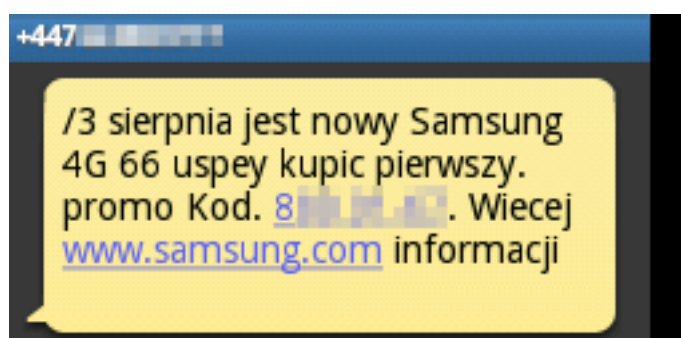 +447
/3 sierpnia jest nowy Samsung
4G 66 uspey kupic pierwszy.
promo Kod. 8 . Wiecej
www.samsung.com informacji